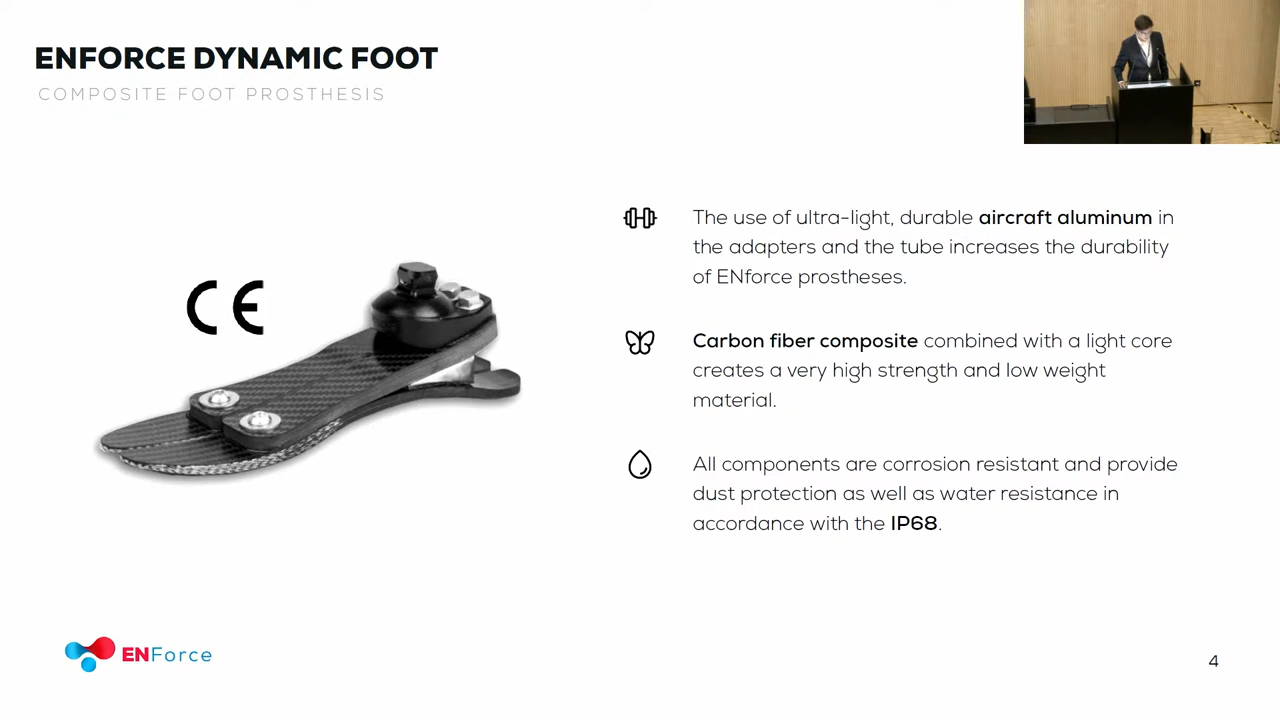 ENFORCE DYNAMIC FOOT
COMPOSITE FOOT PROSTHESIS
CE
The use of ultra-light, durable aircraft aluminum in
the adapters and the tube increases the durability
of ENforce prostheses.
Carbon fiber composite combined with a light core
creates a very high strength and low weight
material.
All components are corrosion resistant and provide
dust protection as well as water resistance in
accordance with the IP68.
ENForce
4